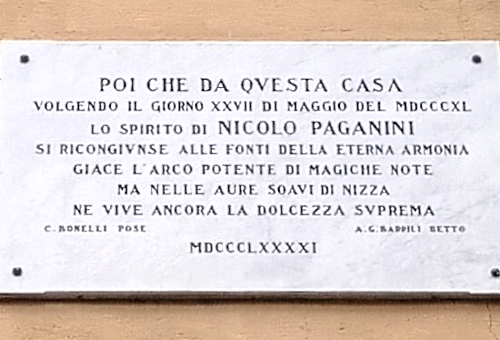 POI CHE DA QVESTA CASA
VOLGENDO IL GIORNO XXVII DI MAGGIO DEL MDCCCXL
LO SPIRITO DI NICOLO PAGANINI
SI RICONGIVNSE ALLE FONTI DELLA ETERNA ARMONIA
GIACE L'ARCO POTENTE DI MAGICHE NOTE
MA NELLE AURE SOAVI DI NIZZA
NE VIVE ANCORA LA DOLCEZZA SVPREMA
C. BONELLI POSE A. G. DETTO
MDCCCLXXXXI